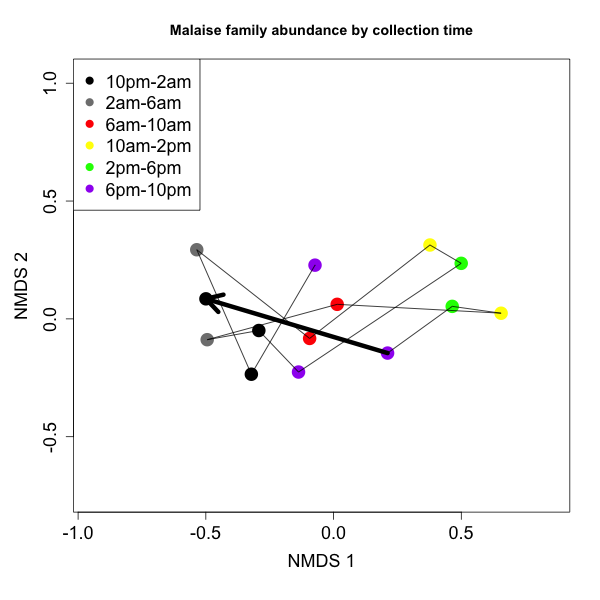 Malaise family abundance by collection time
10pm-2am
2am-6am
6am-10am
10am-2pm
2pm-6pm
6pm-10pm
1.0
0.5
0.0
-0.5
NMDS 2
-1.0 -0.5 0.0 0.5
NMDS 1